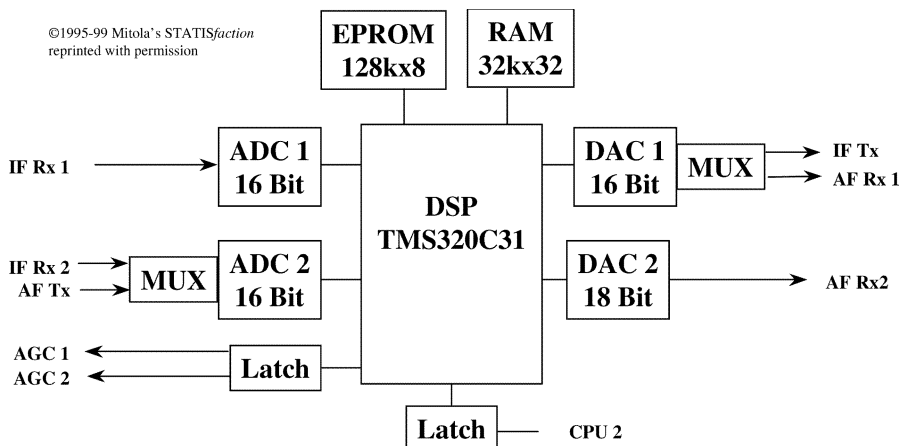 ©1995-99 Mitola's STATISfaction
reprinted with permission
EPROM
128kx8
RAM
32kx32
IF Rx 1
ADC 1
16 Bit
DSP
TMS320C31
DAC 1
16 Bit
MUX
IF Tx
AF Rx 1
IF Rx 2
AF Tx
MUX
ADC 2
16 Bit
DAC 2
18 Bit
AF Rx2
AGC 1
AGC 2
Latch
Latch
CPU 2